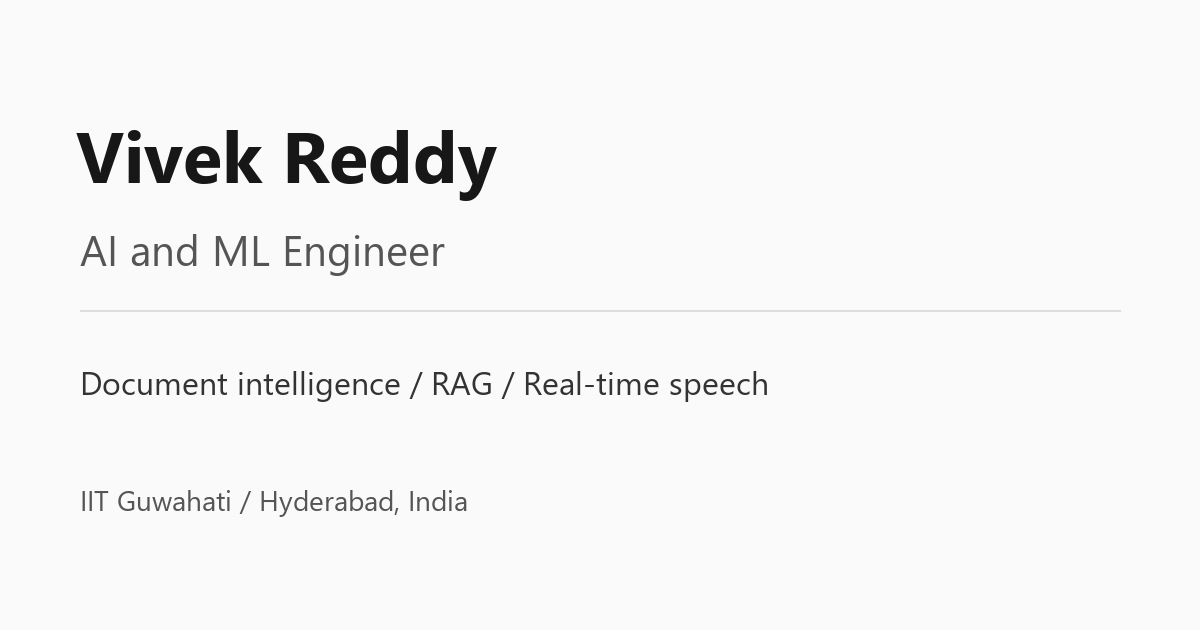 Vivek Reddy
AI and ML Engineer
Document intelligence / RAG / Real-time speech
IIT Guwahati / Hyderabad, India